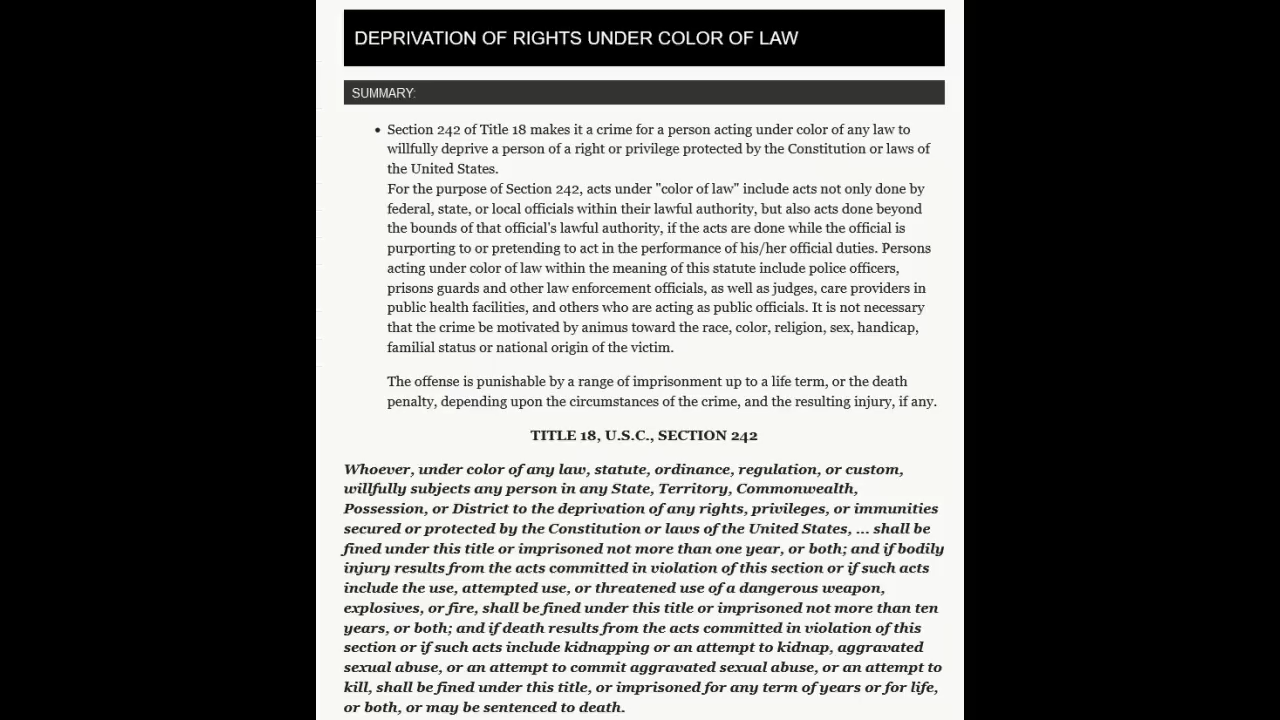 DEPRIVATION OF RIGHTS UNDER COLOR OF LAW
SUMMARY:
• Section 242 of Title 18 makes it a crime for a person acting under color of any law to
willfully deprive a person of a right or privilege protected by the Constitution or laws of
the United States.
For the purpose of Section 242, acts under "color of law" include acts not only done by
federal, state, or local officials within their lawful authority, but also acts done beyond
the bounds of that official's lawful authority, if the acts are done while the official is
purporting to or pretending to act in the performance of his/her official duties. Persons
acting under color of law within the meaning of this statute include police officers,
prisons guards and other law enforcement officials, as well as judges, care providers in
public health facilities, and others who are acting as public officials. It is not necessary
that the crime be motivated by animus toward the race, color, religion, sex, handicap,
familial status or national origin of the victim.
The offense is punishable by a range of imprisonment up to a life term, or the death
penalty, depending upon the circumstances of the crime, and the resulting injury, if any.
TITLE 18, U.S.C., SECTION 242
Whoever, under color of any law, statute, ordinance, regulation, or custom,
willfully subjects any person in any State, Territory, Commonwealth,
Possession, or District to the deprivation of any rights, privileges, or immunities
secured or protected by the Constitution or laws of the United States, ... shall be
fined under this title or imprisoned not more than one year, or both; and if bodily
injury results from the acts committed in violation of this section or if such acts
include the use, attempted use, or threatened use of a dangerous weapon,
explosives, or fire, shall be fined under this title or imprisoned not more than ten
years, or both; and if death results from the acts committed in violation of this
section or if such acts include kidnapping or an attempt to kidnap, aggravated
sexual abuse, or an attempt to commit aggravated sexual abuse, or an attempt to
kill, shall be fined under this title, or imprisoned for any term of years or for life,
or both, or may be sentenced to death.